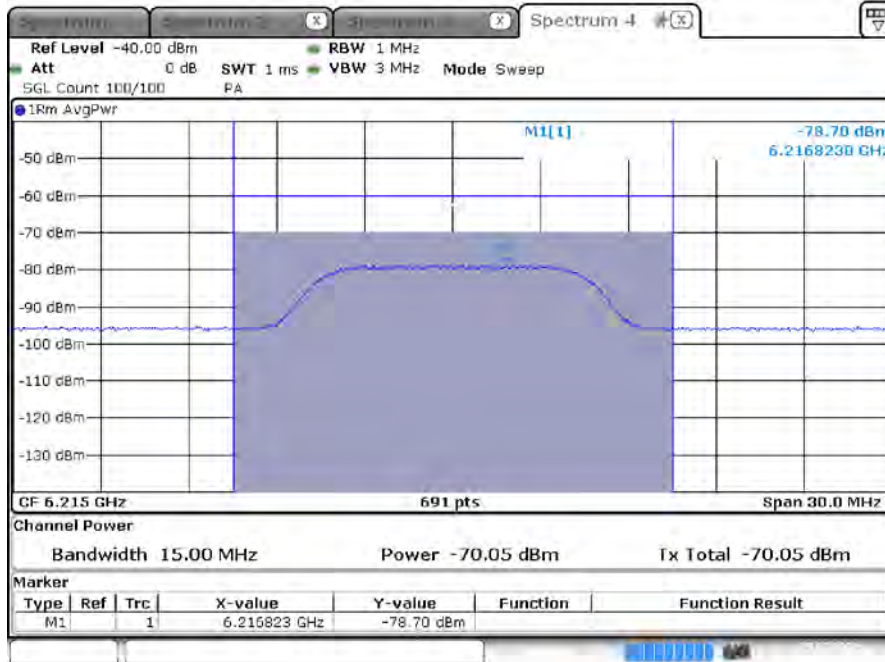 Spectrum 4
Ref Level -40.00 dBm RBW 1 MHz
Att 0 dB SWT 1 ms VBW 3 MHz Mode Sweep
SGL Count 100/100 PA
1Rm AvgPwr
M1[1] -78.70 dBm
6.2168230 GHz
-50 dBm
-60 dBm
-70 dBm
-80 dBm
-90 dBm
-100 dBm
-110 dBm
-120 dBm
-130 dBm
CF 6.215 GHz 691 pts Span 30.0 MHz
Channel Power
Bandwidth 15.00 MHz Power -70.05 dBm Tx Total -70.05 dBm
Marker
Type Ref Trc X-value Y-value Function Function Result
M1 1 6.216823 GHz -78.70 dBm